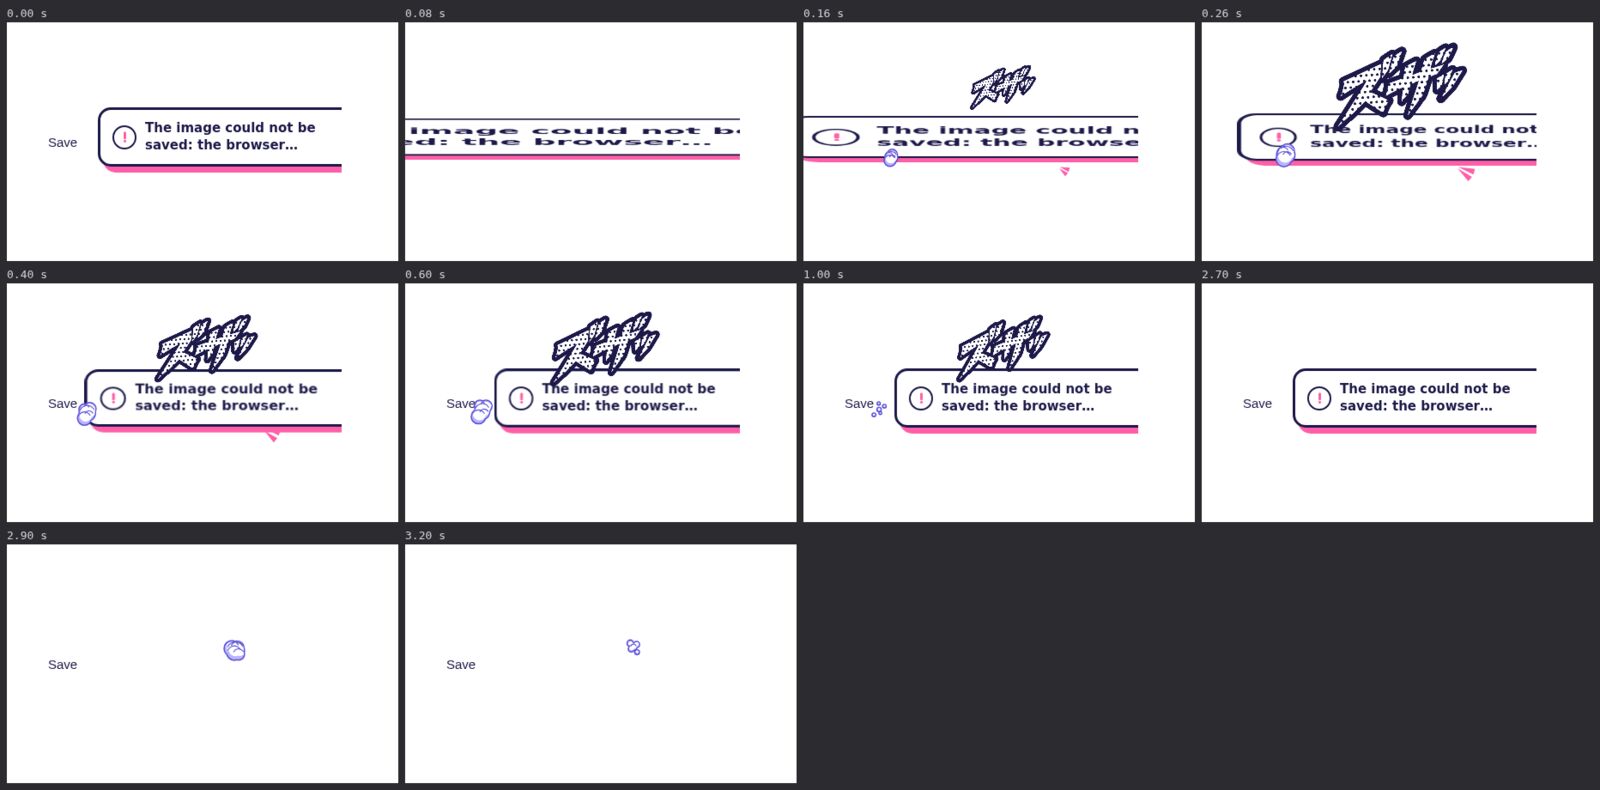 0.00 s
0.08 s
0.16 s
0.26 s
Save
The image could not be
saved: the browser...
image could not b
ed: the browser...
The image could n
saved: the browse
The image could not
saved: the browser..
0.40 s
0.60 s
1.00 s
2.70 s
Save
The image could not be
saved: the browser...
Save
The image could not be
saved: the browser...
Save
The image could not be
saved: the browser...
Save
The image could not be
saved: the browser...
2.90 s
3.20 s
Save
Save